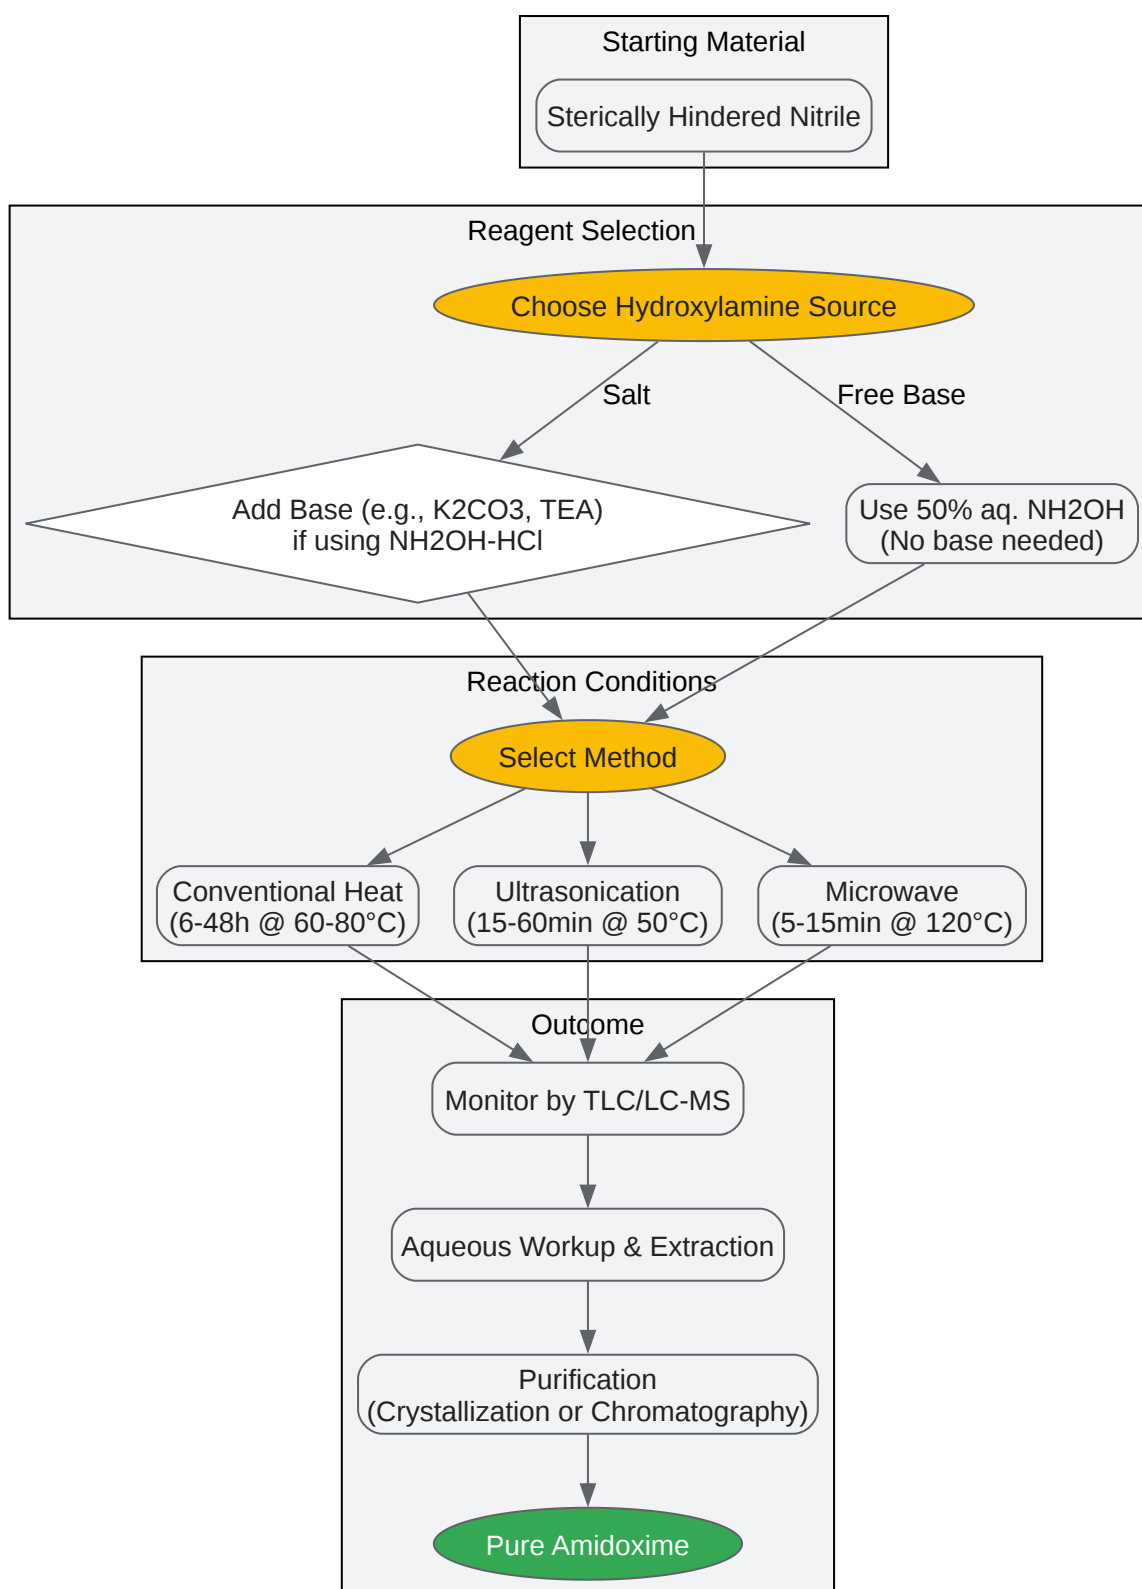 Starting Material
Sterically Hindered Nitrile
Reagent Selection
Choose Hydroxylamine Source
Salt
Free Base
Add Base (e.g., K2CO3, TEA)
if using NH2OH-HCl
Use 50% aq. NH2OH
(No base needed)
Reaction Conditions
Select Method
Conventional Heat
(6-48h @ 60-80°C)
Ultrasonication
(15-60min @ 50°C)
Microwave
(5-15min @ 120°C)
Outcome
Monitor by TLC/LC-MS
Aqueous Workup & Extraction
Purification
(Crystallization or Chromatography)
Pure Amidoxime